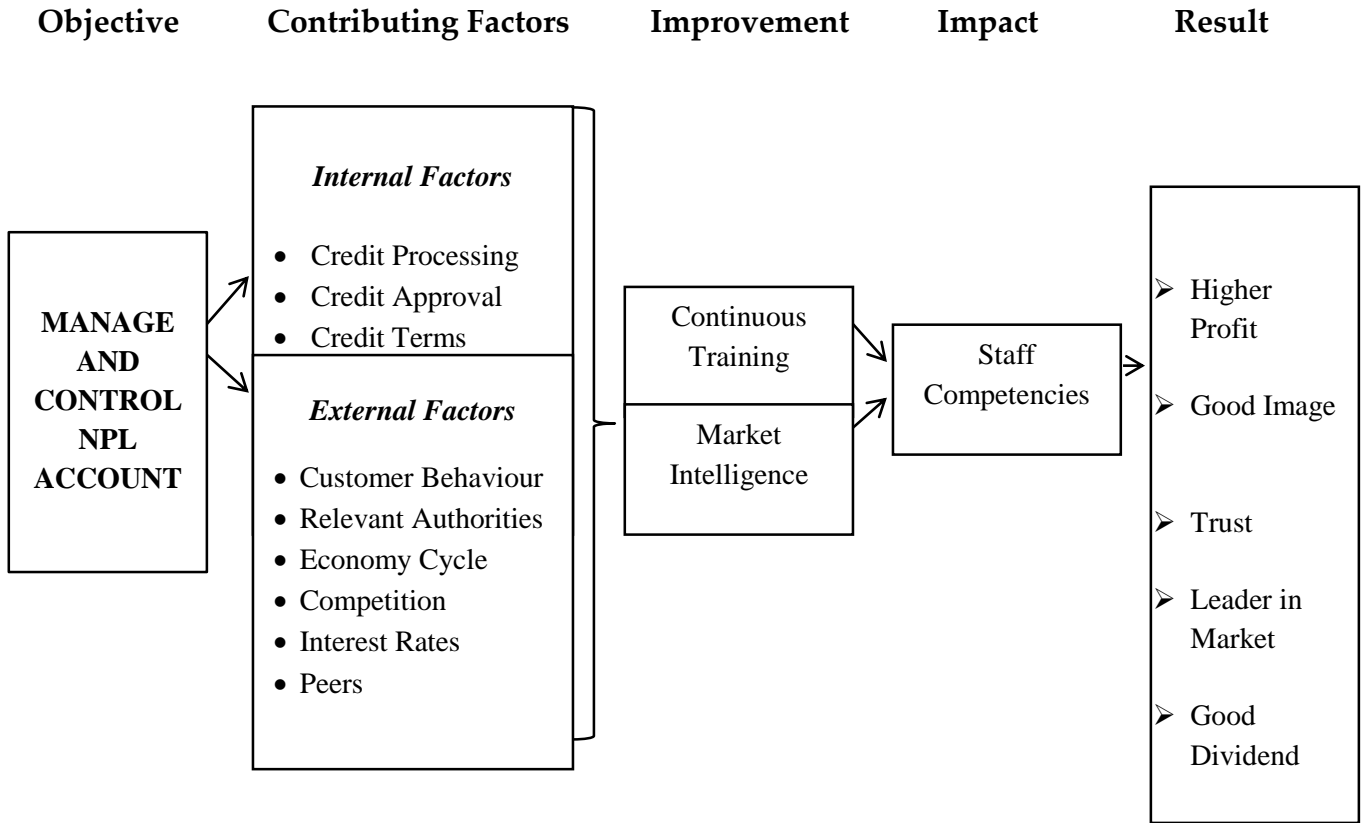 Objective Contributing Factors Improvement Impact Result
MANAGE
AND
CONTROL
NPL
ACCOUNT
Internal Factors
• Credit Processing
• Credit Approval
• Credit Terms
External Factors
• Customer Behaviour
• Relevant Authorities
• Economy Cycle
• Competition
• Interest Rates
• Peers
Continuous
Training
Market
Intelligence
Staff
Competencies
➢ Higher
Profit
➢ Good Image
➢ Trust
➢ Leader in
Market
➢ Good
Dividend